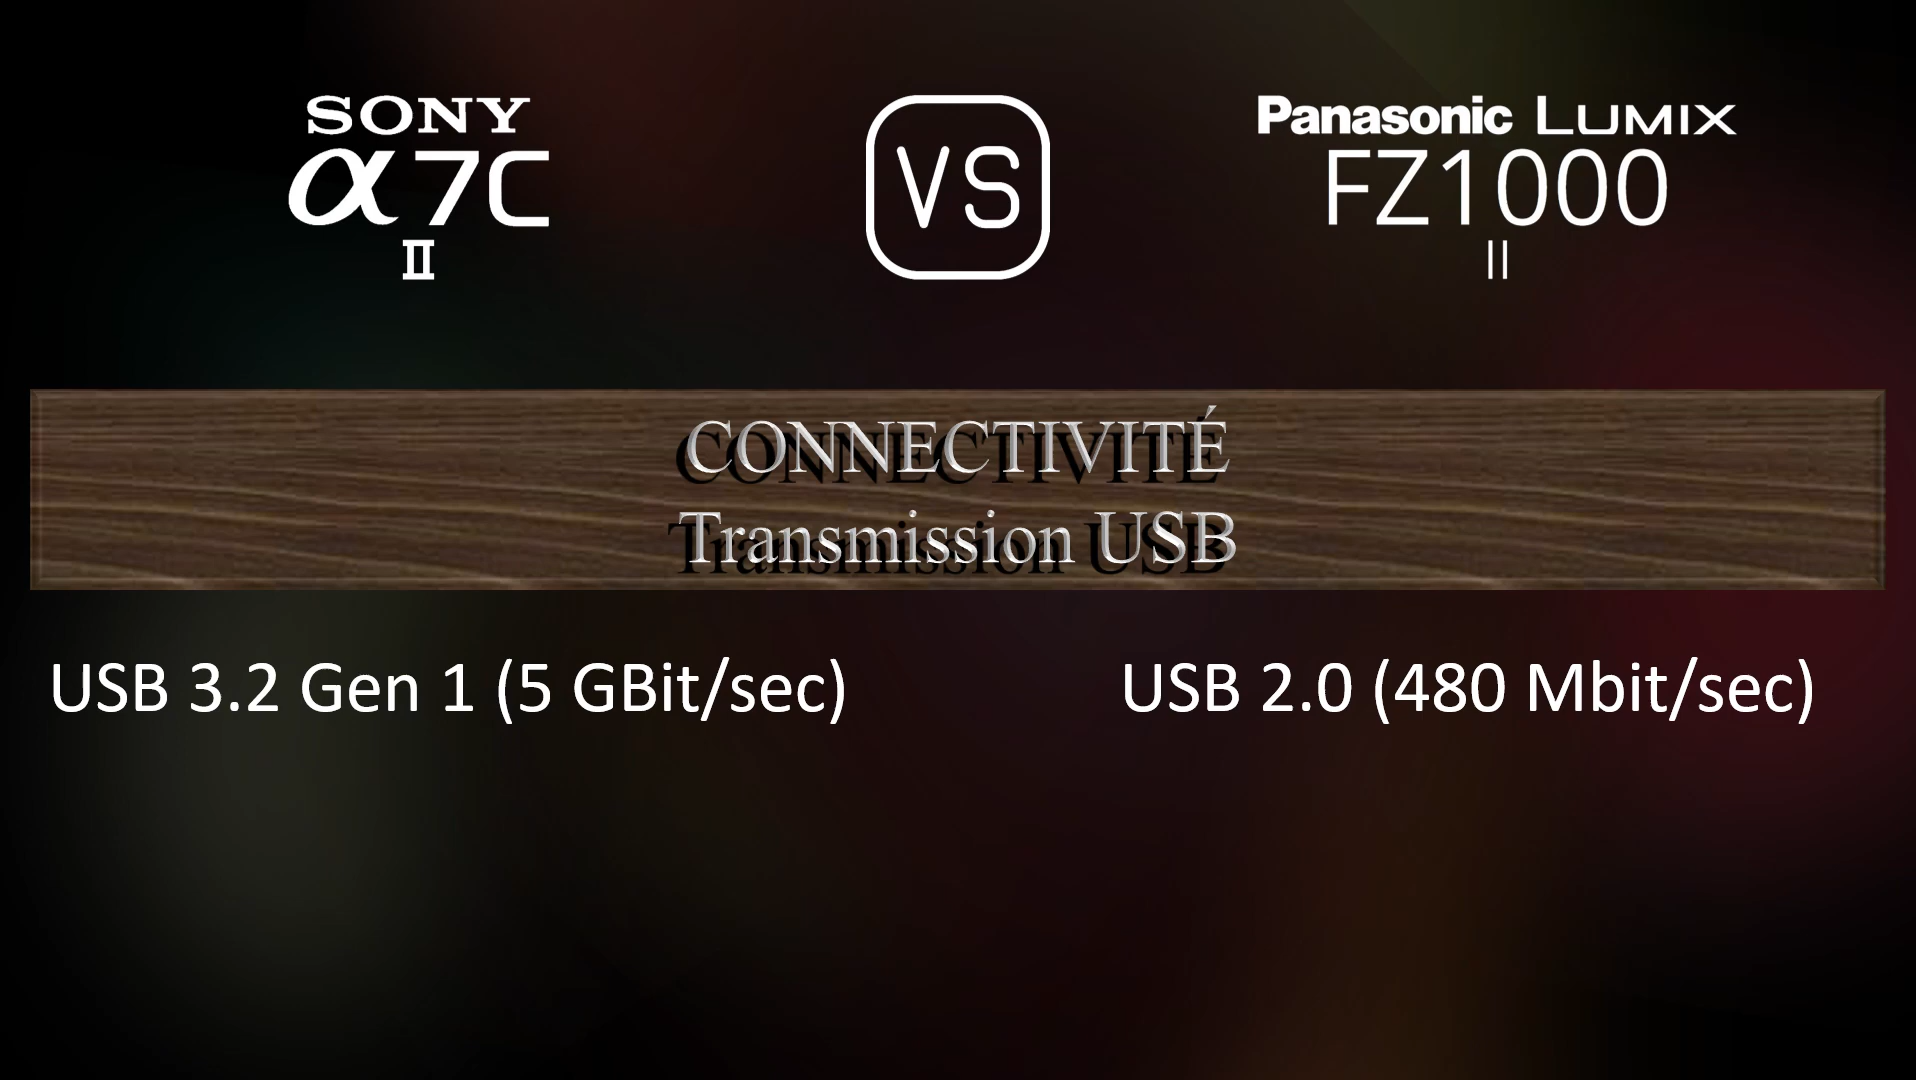 SONY
α7C
II
VS
Panasonic LUMIX
FZ1000
II
CONNECTIVITÉ
Transmission USB
USB 3.2 Gen 1 (5 GBit/sec)
USB 2.0 (480 Mbit/sec)